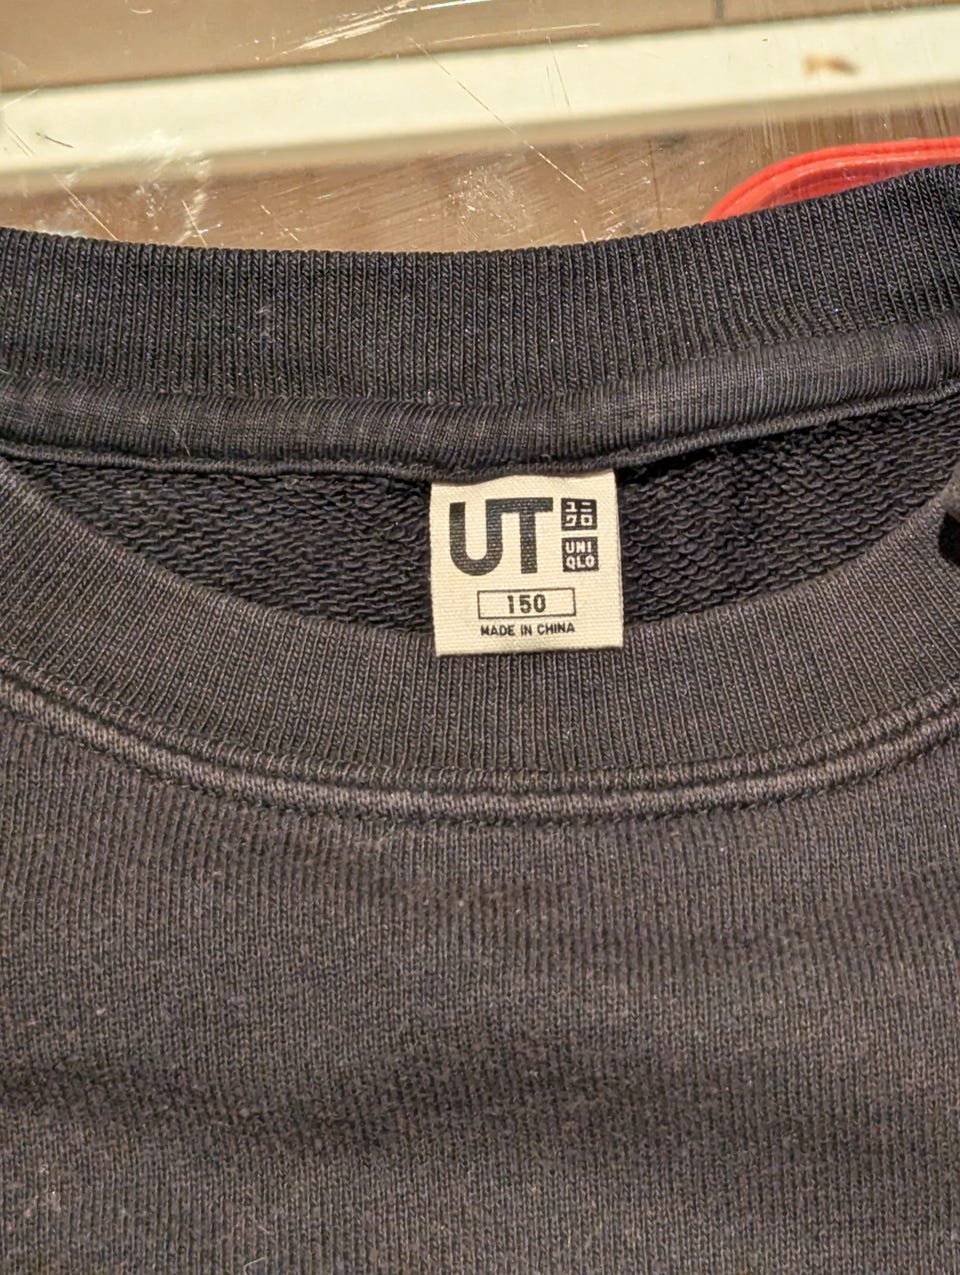 UT
ユニ
クロ
UNI
QLO
150
MADE IN CHINA